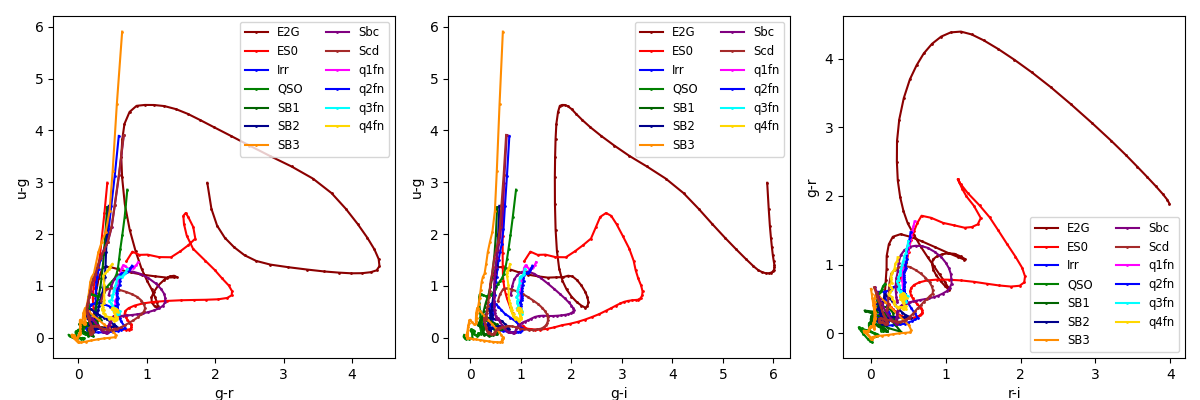 6
5
4
3
2
1
0
u-g
0
1
2
3
4
g-r
E2G
ES0
Irr
QSO
SB1
SB2
SB3
Sbc
Scd
q1fn
q2fn
q3fn
q4fn
6
5
4
3
2
1
0
u-g
0
1
2
3
4
5
6
g-i
E2G
ES0
Irr
QSO
SB1
SB2
SB3
Sbc
Scd
q1fn
q2fn
q3fn
q4fn
4
3
2
1
0
g-r
0
1
2
3
4
r-i
E2G
ES0
Irr
QSO
SB1
SB2
SB3
Sbc
Scd
q1fn
q2fn
q3fn
q4fn